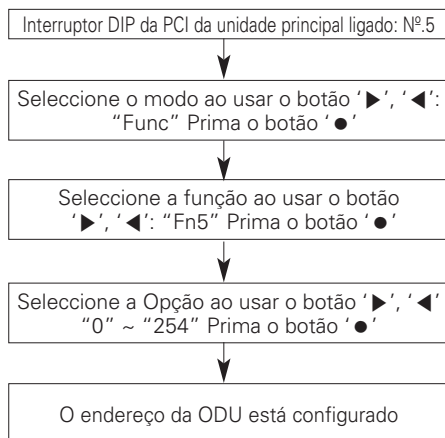 Interruptor DIP da PCI da unidade principal ligado: Nº.5
Seleccione o modo ao usar o botão ‘▶’, ‘◀’:
“Func” Prima o botão ‘●’
Seleccione a função ao usar o botão
‘▶’, ‘◀’: “Fn5” Prima o botão ‘●’
Seleccione a Opção ao usar o botão ‘▶’, ‘◀’
“0” ~ “254” Prima o botão ‘●’
O endereço da ODU está configurado